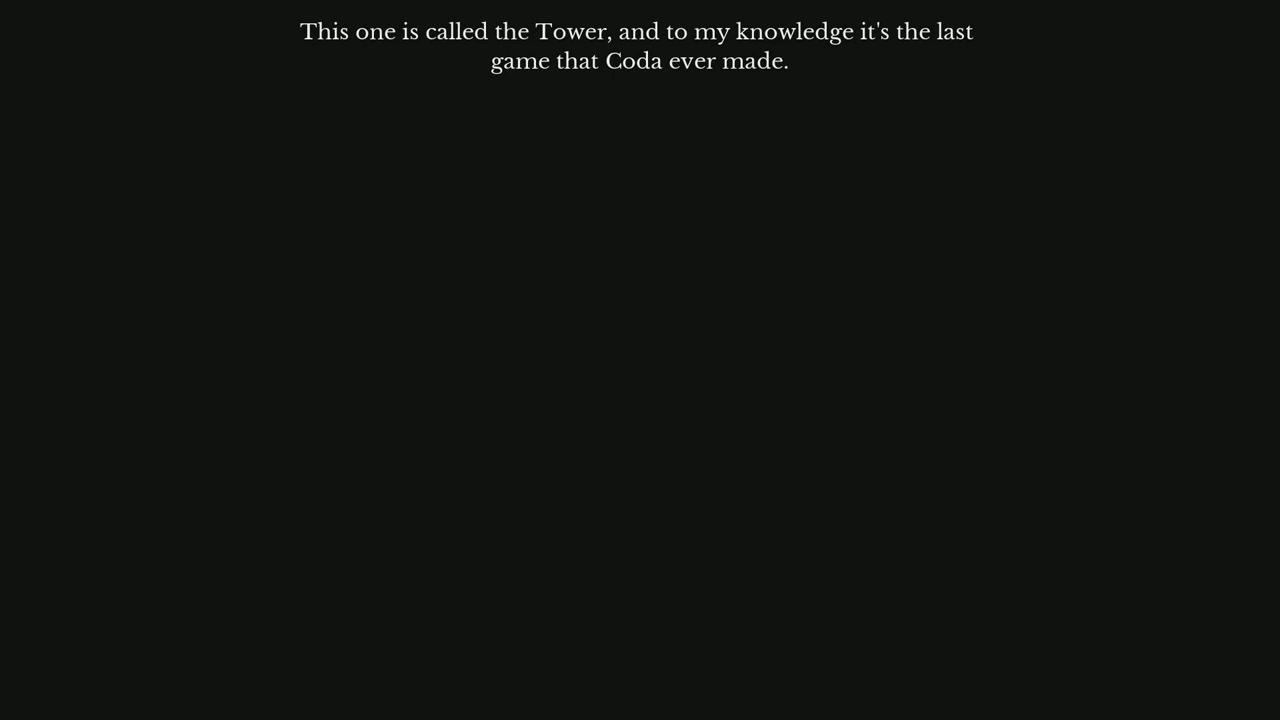 This one is called the Tower, and to my knowledge it's the last
game that Coda ever made.